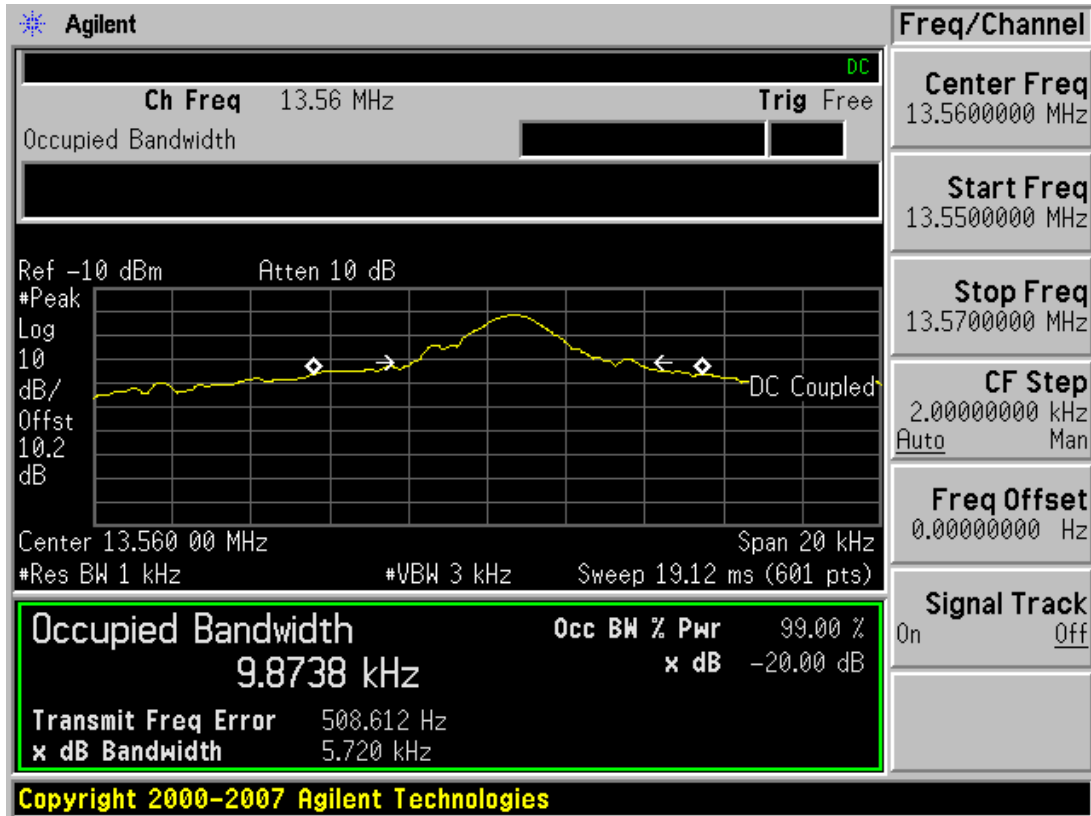 Agilent
Freq/Channel
DC
Ch Freq 13.56 MHz
Trig Free
Occupied Bandwidth
Center Freq
13.5600000 MHz
Start Freq
13.5500000 MHz
Stop Freq
13.5700000 MHz
CF Step
2.00000000 kHz
Auto Man
Freq Offset
0.00000000 Hz
Signal Track
On Off
Ref -10 dBm Atten 10 dB
#Peak
Log
10
dB/
Offst
10.2
dB
DC Coupled
Center 13.560 00 MHz Span 20 kHz
#Res BW 1 kHz #VBW 3 kHz Sweep 19.12 ms (601 pts)
Occupied Bandwidth
9.8738 kHz
Occ BW % Pwr 99.00 %
x dB -20.00 dB
Transmit Freq Error 508.612 Hz
x dB Bandwidth 5.720 kHz
Copyright 2000-2007 Agilent Technologies